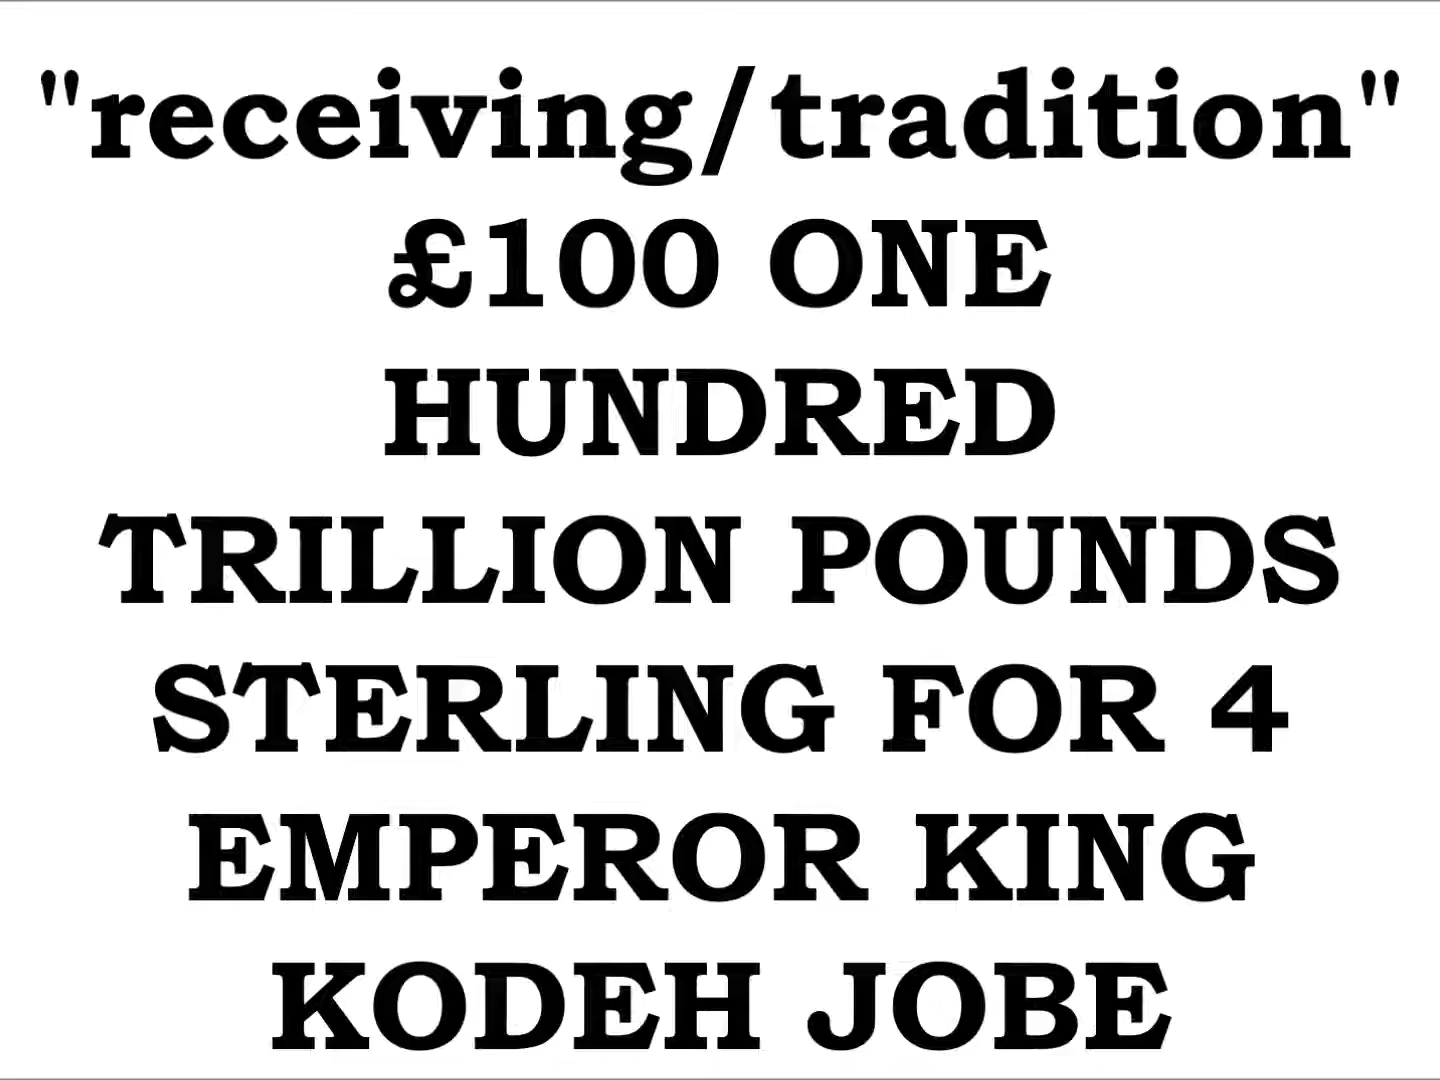 "receiving/tradition"
£100 ONE
HUNDRED
TRILLION POUNDS
STERLING FOR 4
EMPEROR KING
KODEH JOBE